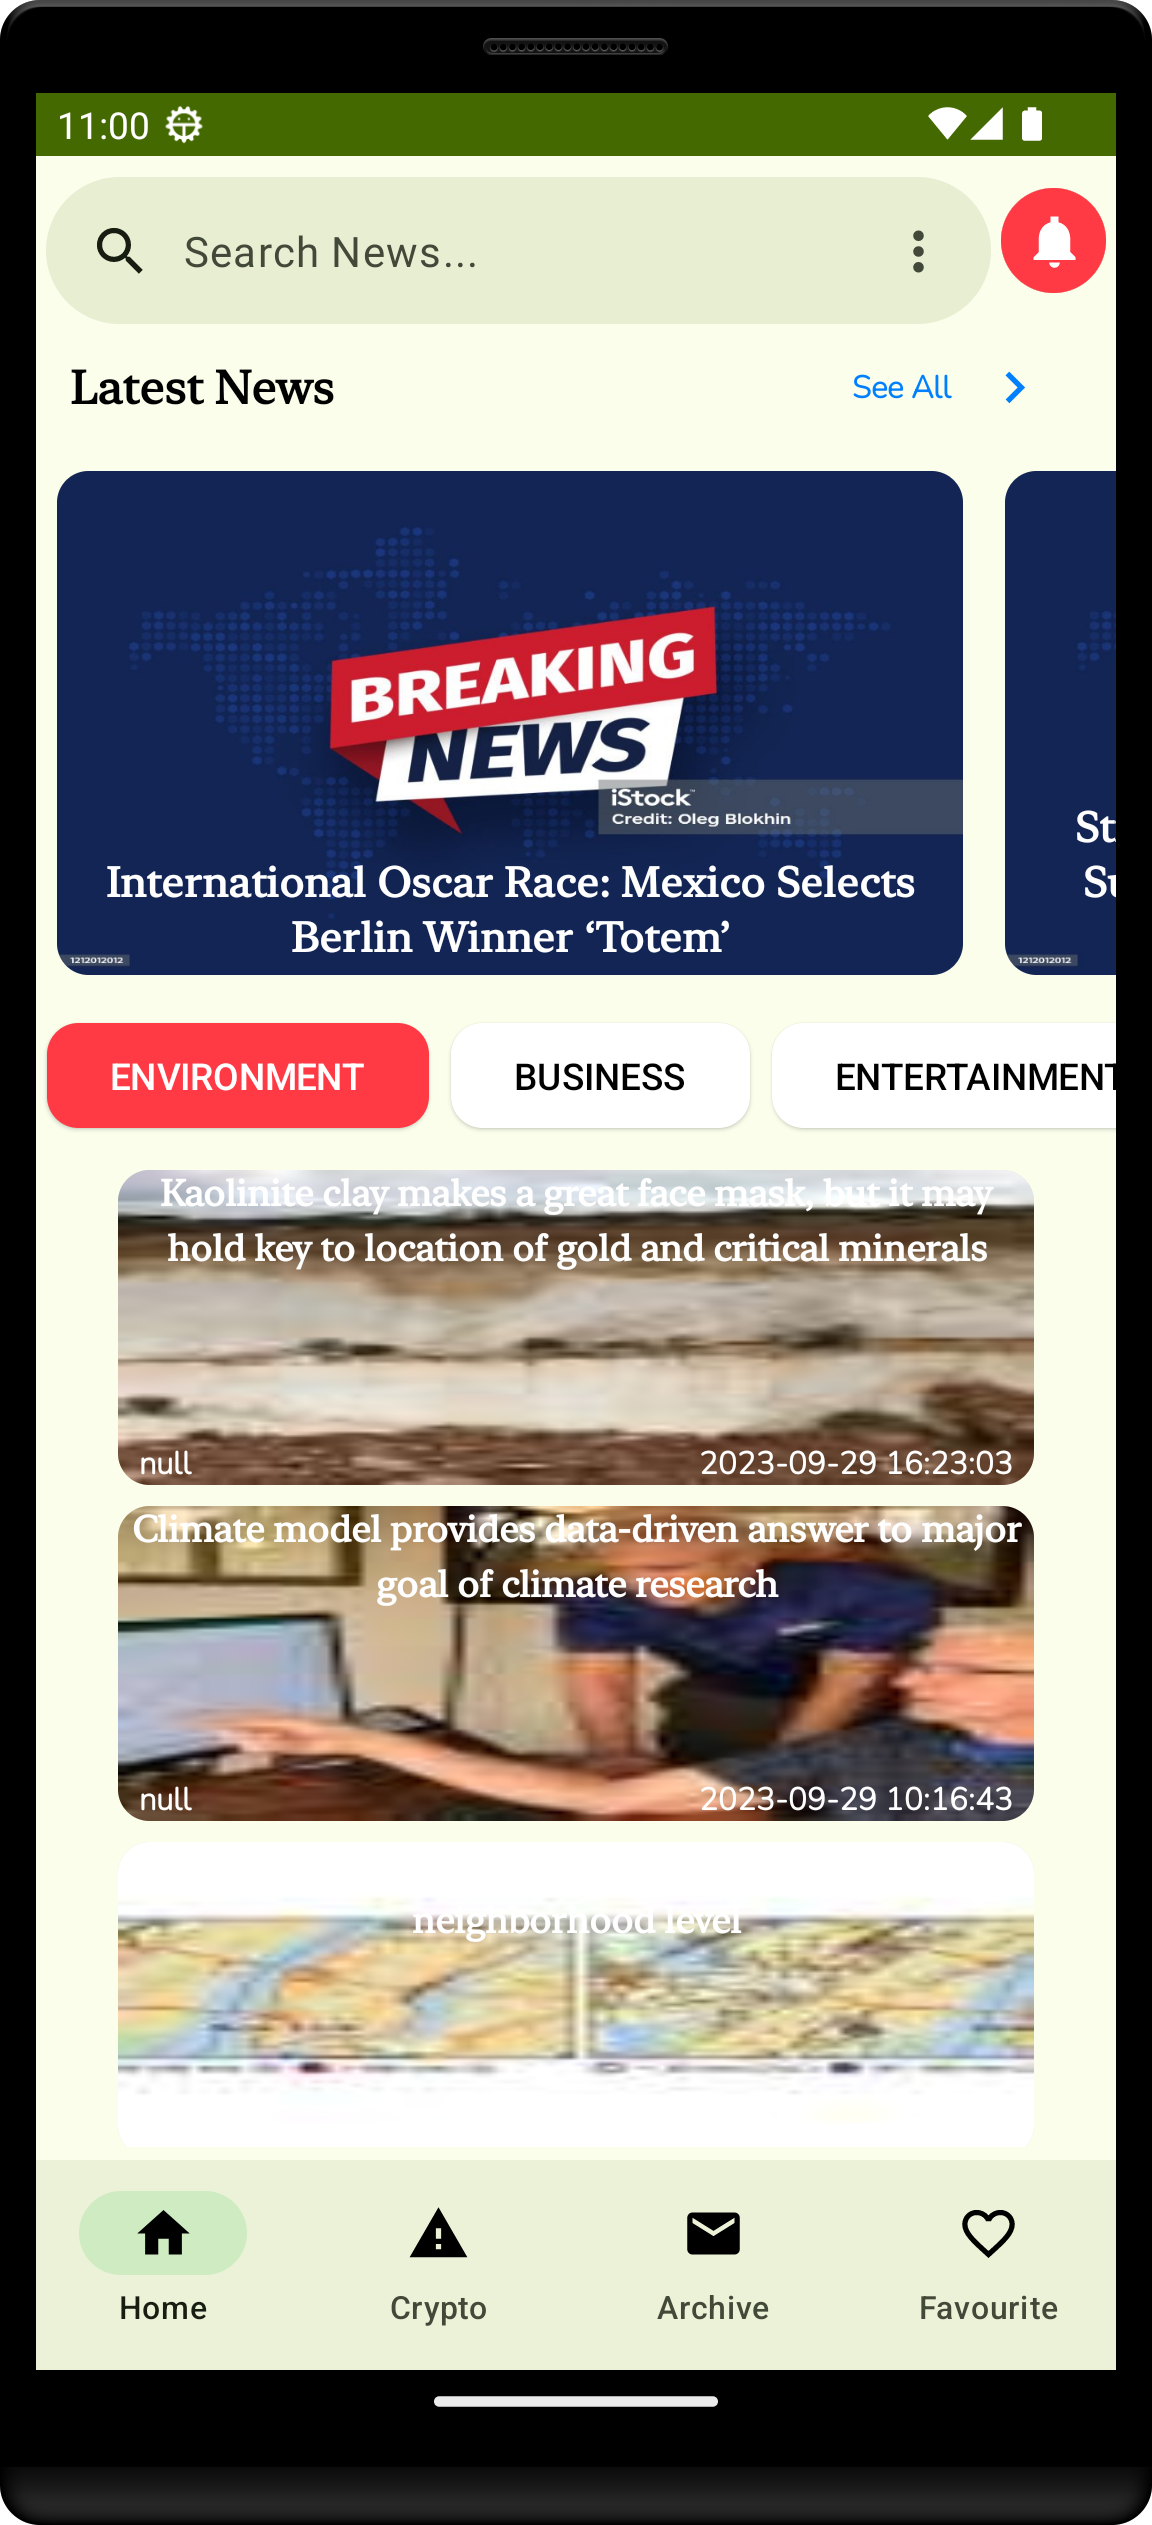 11:00
Search News...
Latest News
See All
BREAKING
NEWS
iStock™
Credit: Oleg Blokhin
International Oscar Race: Mexico Selects
Berlin Winner ‘Totem’
1212012012
St
Su
1212012012
ENVIRONMENT
BUSINESS
ENTERTAINMENT
Kaolinite clay makes a great face mask, but it may
hold key to location of gold and critical minerals
null
2023-09-29 16:23:03
Climate model provides data-driven answer to major
goal of climate research
null
2023-09-29 10:16:43
neighborhood level
Home
Crypto
Archive
Favourite